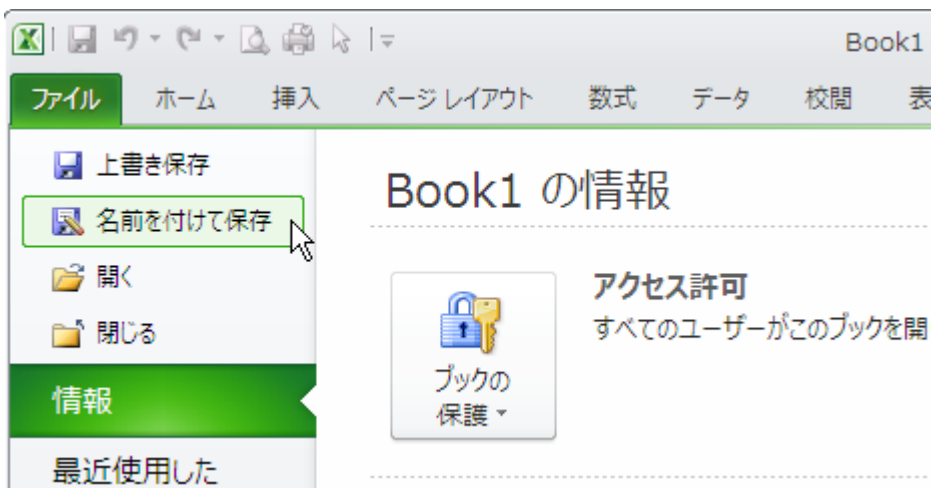 Book1
ファイル ホーム 挿入 ページ レイアウト 数式 データ 校閲 表
上書き保存
名前を付けて保存
開く
閉じる
情報
最近使用した
Book1 の情報
ブックの
保護
アクセス許可
すべてのユーザーがこのブックを開